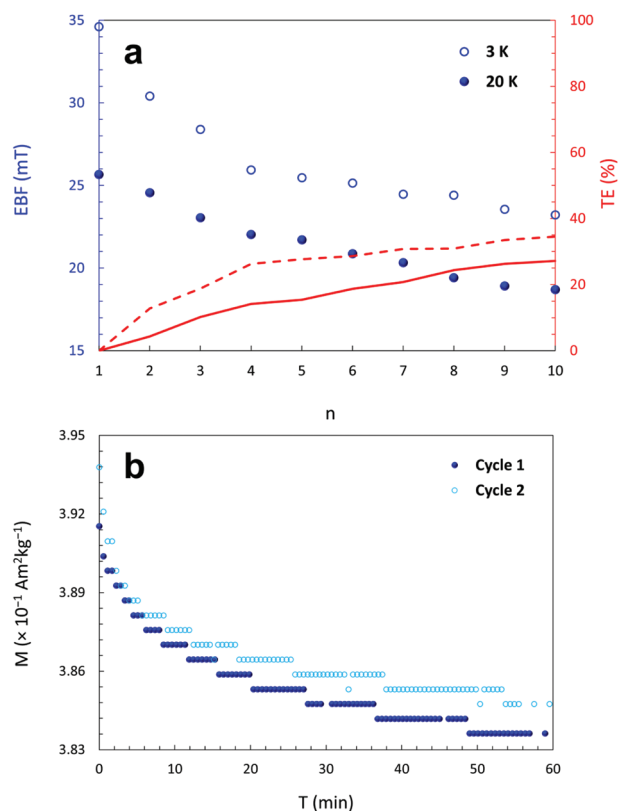 a
3 K
20 K
35
30
25
20
15
EBF (mT)
100
80
60
40
20
0
TE (%)
1 2 3 4 5 6 7 8 9 10
n
b
Cycle 1
Cycle 2
3.95
3.92
3.89
3.86
3.83
M (× 10⁻¹ Am²kg⁻¹)
0 10 20 30 40 50 60
T (min)